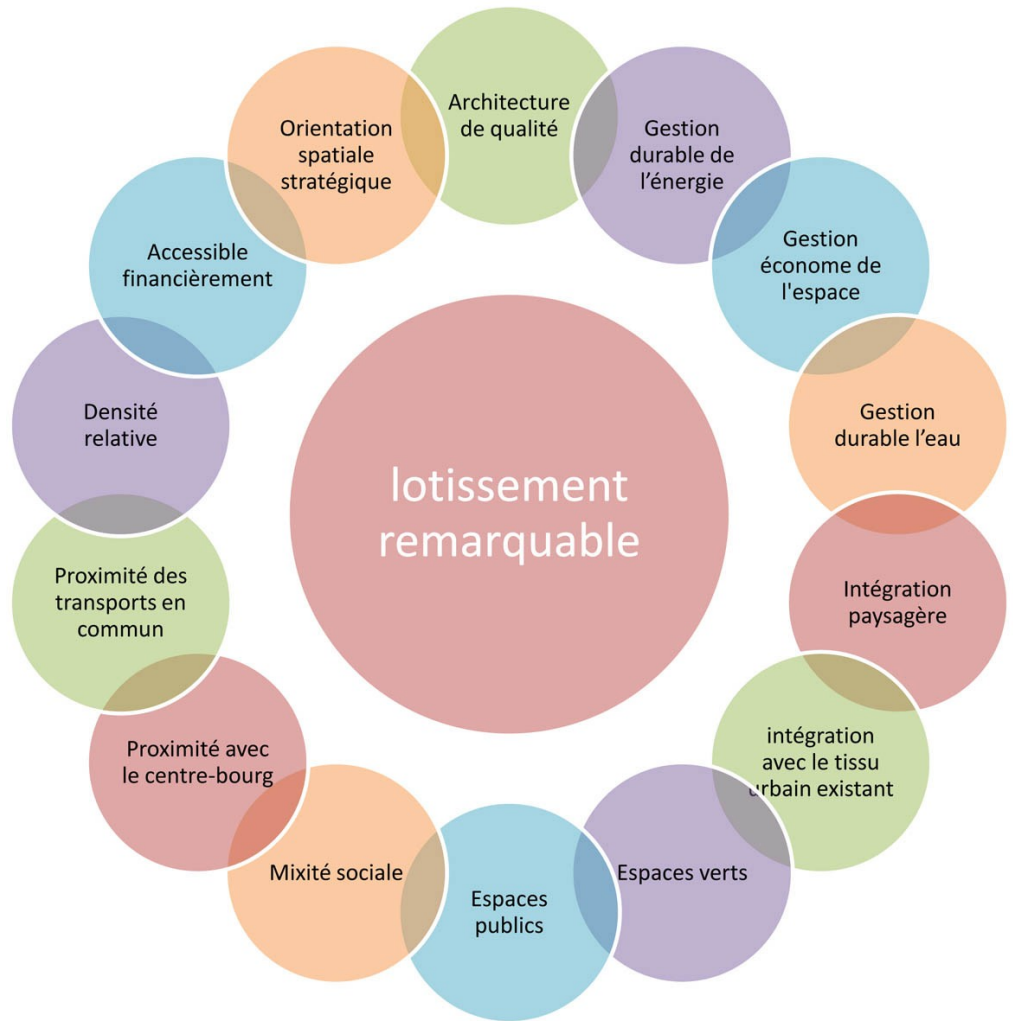 Architecture
de qualité
Gestion
durable de
l’énergie
Gestion
économe de
l'espace
Gestion
durable l’eau
Intégration
paysagère
intégration
avec le tissu
urbain existant
Espaces verts
Espaces
publics
Mixité sociale
Proximité avec
le centre-bourg
Proximité des
transports en
commun
Densité
relative
Accessible
financièrement
Orientation
spatiale
stratégique
lotissement
remarquable